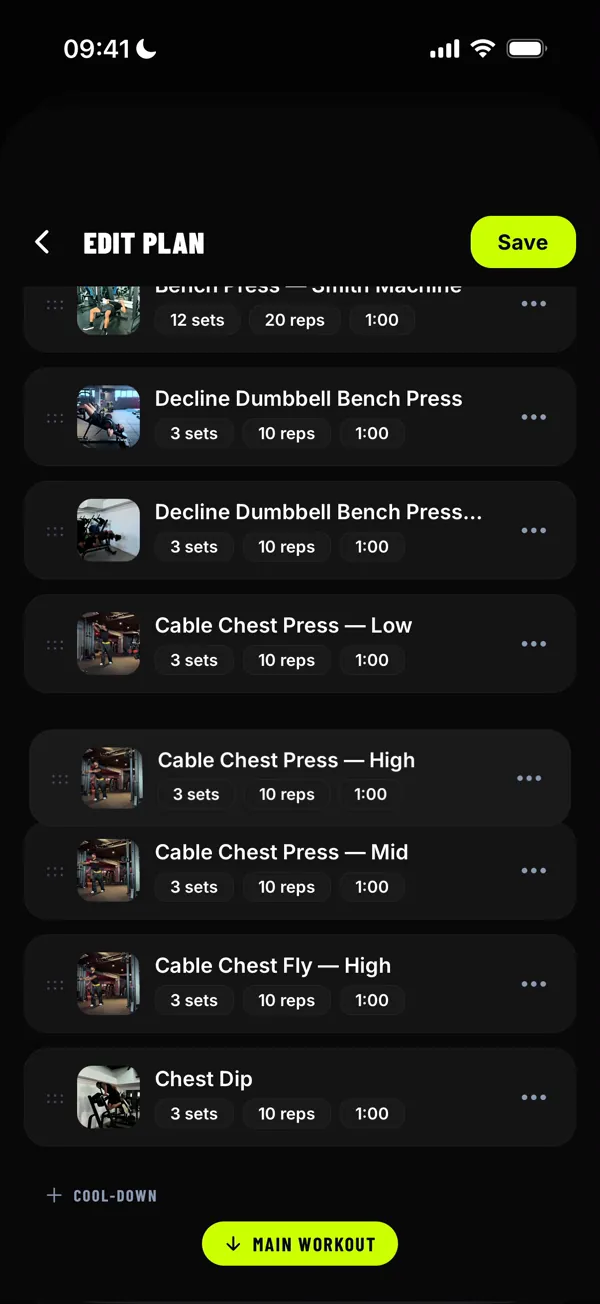 09:41
EDIT PLAN
Save
Bench Press — Smith Machine
12 sets 20 reps 1:00
Decline Dumbbell Bench Press
3 sets 10 reps 1:00
Decline Dumbbell Bench Press...
3 sets 10 reps 1:00
Cable Chest Press — Low
3 sets 10 reps 1:00
Cable Chest Press — High
3 sets 10 reps 1:00
Cable Chest Press — Mid
3 sets 10 reps 1:00
Cable Chest Fly — High
3 sets 10 reps 1:00
Chest Dip
3 sets 10 reps 1:00
COOL-DOWN
MAIN WORKOUT